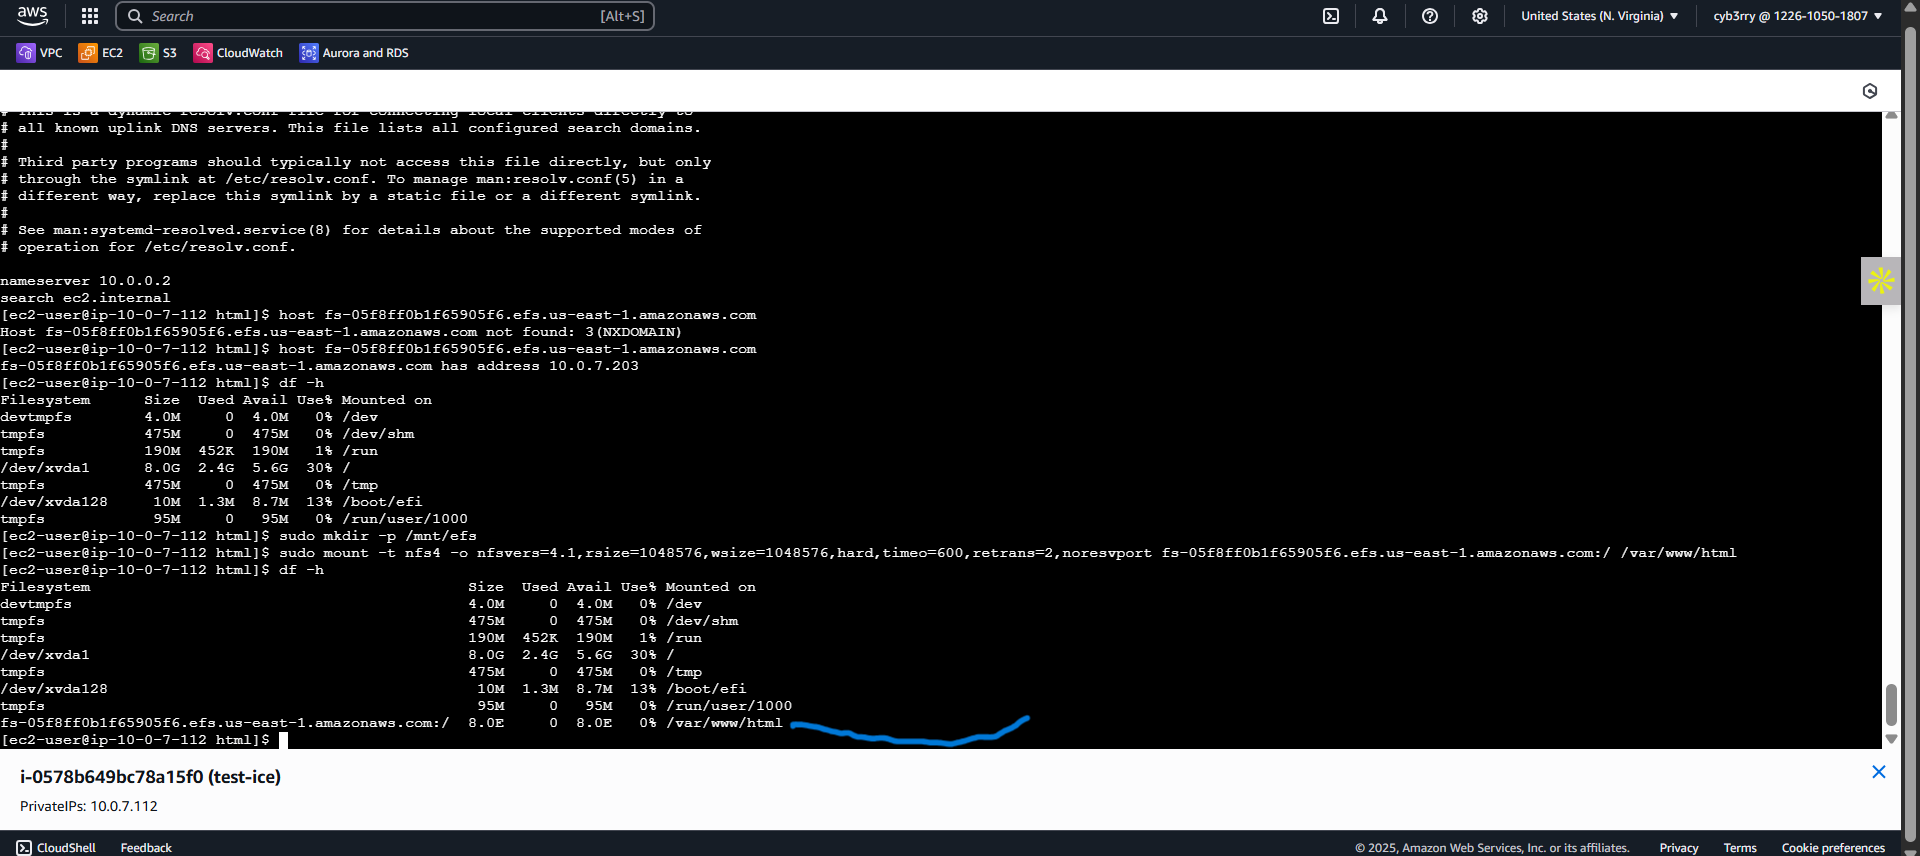 aws
Search [Alt+S]
United States (N. Virginia)
cyb3rry @ 1226-1050-1807
VPC
EC2
S3
CloudWatch
Aurora and RDS
# This is a dynamic resolv.conf file for connecting local clients directly to
# all known uplink DNS servers. This file lists all configured search domains.
#
# Third party programs should typically not access this file directly, but only
# through the symlink at /etc/resolv.conf. To manage man:resolv.conf(5) in a
# different way, replace this symlink by a static file or a different symlink.
#
# See man:systemd-resolved.service(8) for details about the supported modes of
# operation for /etc/resolv.conf.
nameserver 10.0.0.2
search ec2.internal
[ec2-user@ip-10-0-7-112 html]$ host fs-05f8ff0b1f65905f6.efs.us-east-1.amazonaws.com
Host fs-05f8ff0b1f65905f6.efs.us-east-1.amazonaws.com not found: 3(NXDOMAIN)
[ec2-user@ip-10-0-7-112 html]$ host fs-05f8ff0b1f65905f6.efs.us-east-1.amazonaws.com
fs-05f8ff0b1f65905f6.efs.us-east-1.amazonaws.com has address 10.0.7.203
[ec2-user@ip-10-0-7-112 html]$ df -h
Filesystem Size Used Avail Use% Mounted on
devtmpfs 4.0M 0 4.0M 0% /dev
tmpfs 475M 0 475M 0% /dev/shm
tmpfs 190M 452K 190M 1% /run
/dev/xvda1 8.0G 2.4G 5.6G 30% /
tmpfs 475M 0 475M 0% /tmp
/dev/xvda128 10M 1.3M 8.7M 13% /boot/efi
tmpfs 95M 0 95M 0% /run/user/1000
[ec2-user@ip-10-0-7-112 html]$ sudo mkdir -p /mnt/efs
[ec2-user@ip-10-0-7-112 html]$ sudo mount -t nfs4 -o nfsvers=4.1,rsize=1048576,wsize=1048576,hard,timeo=600,retrans=2,noresvport fs-05f8ff0b1f65905f6.efs.us-east-1.amazonaws.com:/ /var/www/html
[ec2-user@ip-10-0-7-112 html]$ df -h
Filesystem Size Used Avail Use% Mounted on
devtmpfs 4.0M 0 4.0M 0% /dev
tmpfs 475M 0 475M 0% /dev/shm
tmpfs 190M 452K 190M 1% /run
/dev/xvda1 8.0G 2.4G 5.6G 30% /
tmpfs 475M 0 475M 0% /tmp
/dev/xvda128 10M 1.3M 8.7M 13% /boot/efi
tmpfs 95M 0 95M 0% /run/user/1000
fs-05f8ff0b1f65905f6.efs.us-east-1.amazonaws.com:/ 8.0E 0 8.0E 0% /var/www/html
[ec2-user@ip-10-0-7-112 html]$
i-0578b649bc78a15f0 (test-ice)
PrivateIPs: 10.0.7.112
CloudShell Feedback
© 2025, Amazon Web Services, Inc. or its affiliates. Privacy Terms Cookie preferences